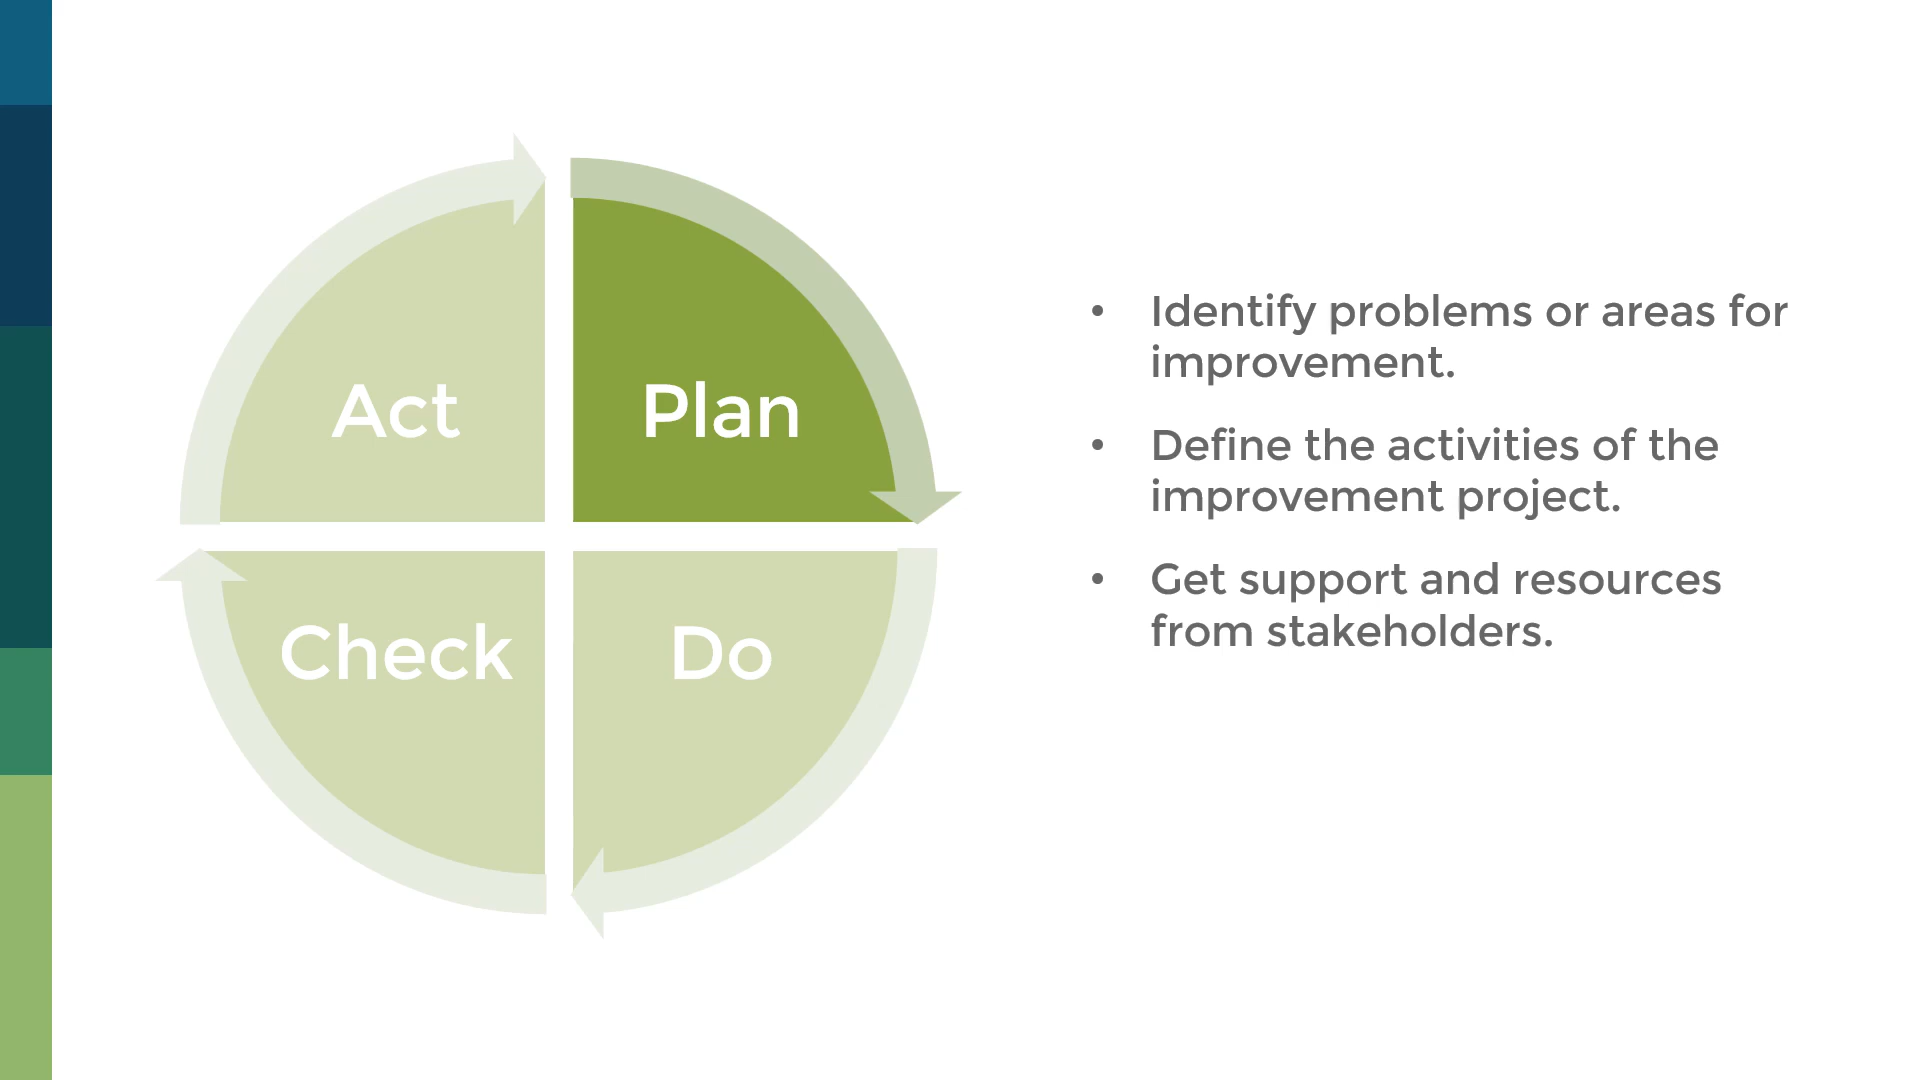 Act
Plan
Check
Do
• Identify problems or areas for
improvement.
• Define the activities of the
improvement project.
• Get support and resources
from stakeholders.